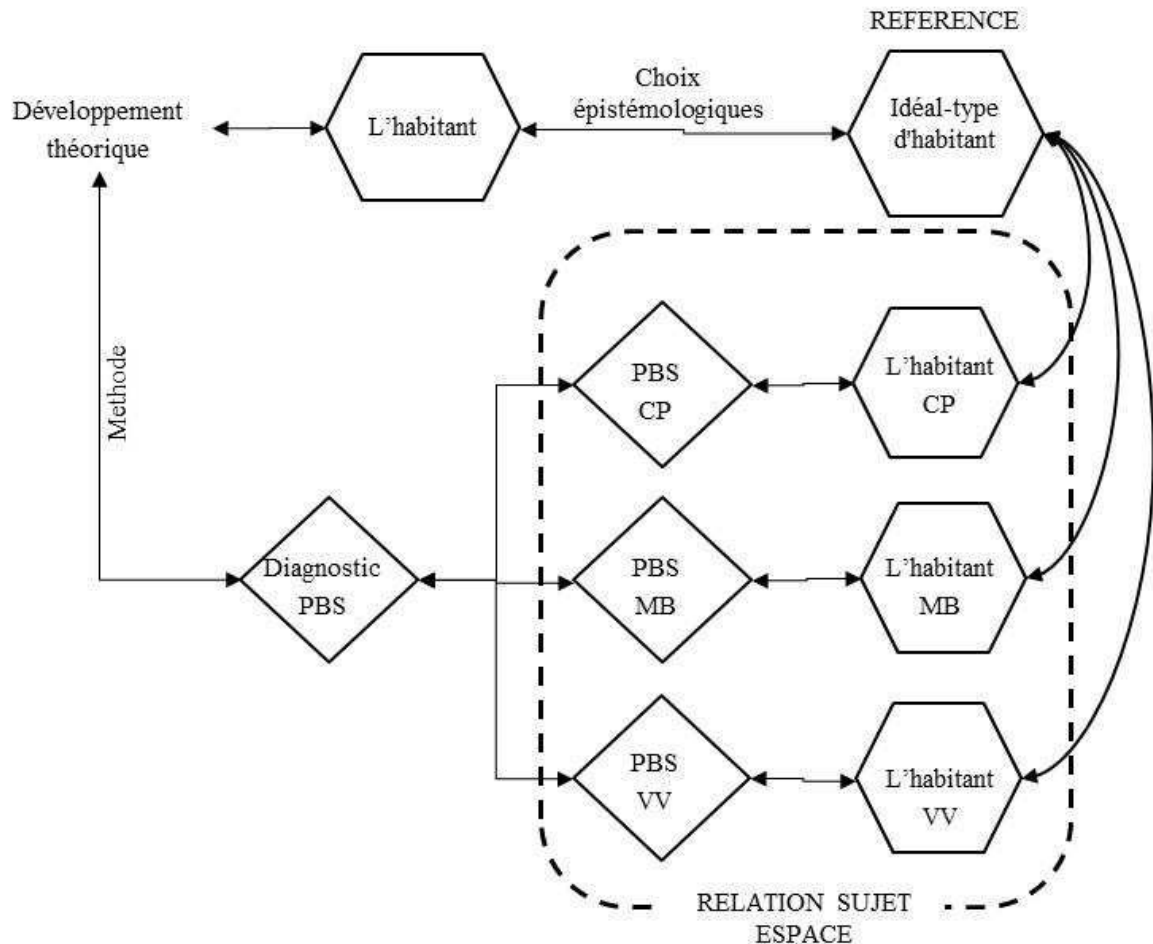 REFERENCE
Développement
théorique
L'habitant
Choix
épistémologiques
Idéal-type
d'habitant
Methode
PBS
CP
L'habitant
CP
Diagnostic
PBS
PBS
MB
L'habitant
MB
PBS
VV
L'habitant
VV
RELATION SUJET
ESPACE